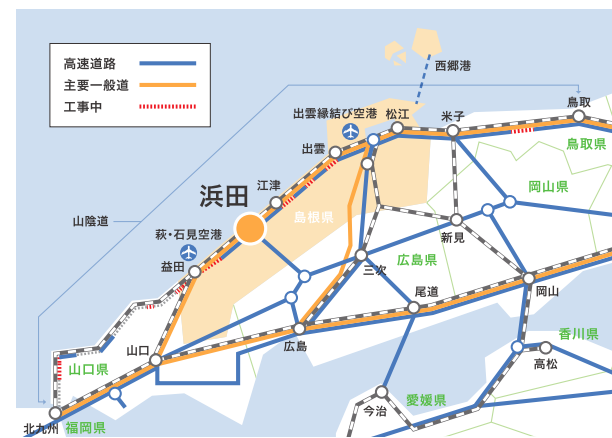 高速道路
主要一般道
工事中
西郷港
鳥取
出雲縁結び空港
松江
米子
鳥取県
出雲
岡山県
江津
浜田
島根県
山陰道
萩・石見空港
新見
広島県
益田
三次
尾道
岡山
広島
香川県
山口
高松
山口県
愛媛県
今治
北九州
福岡県